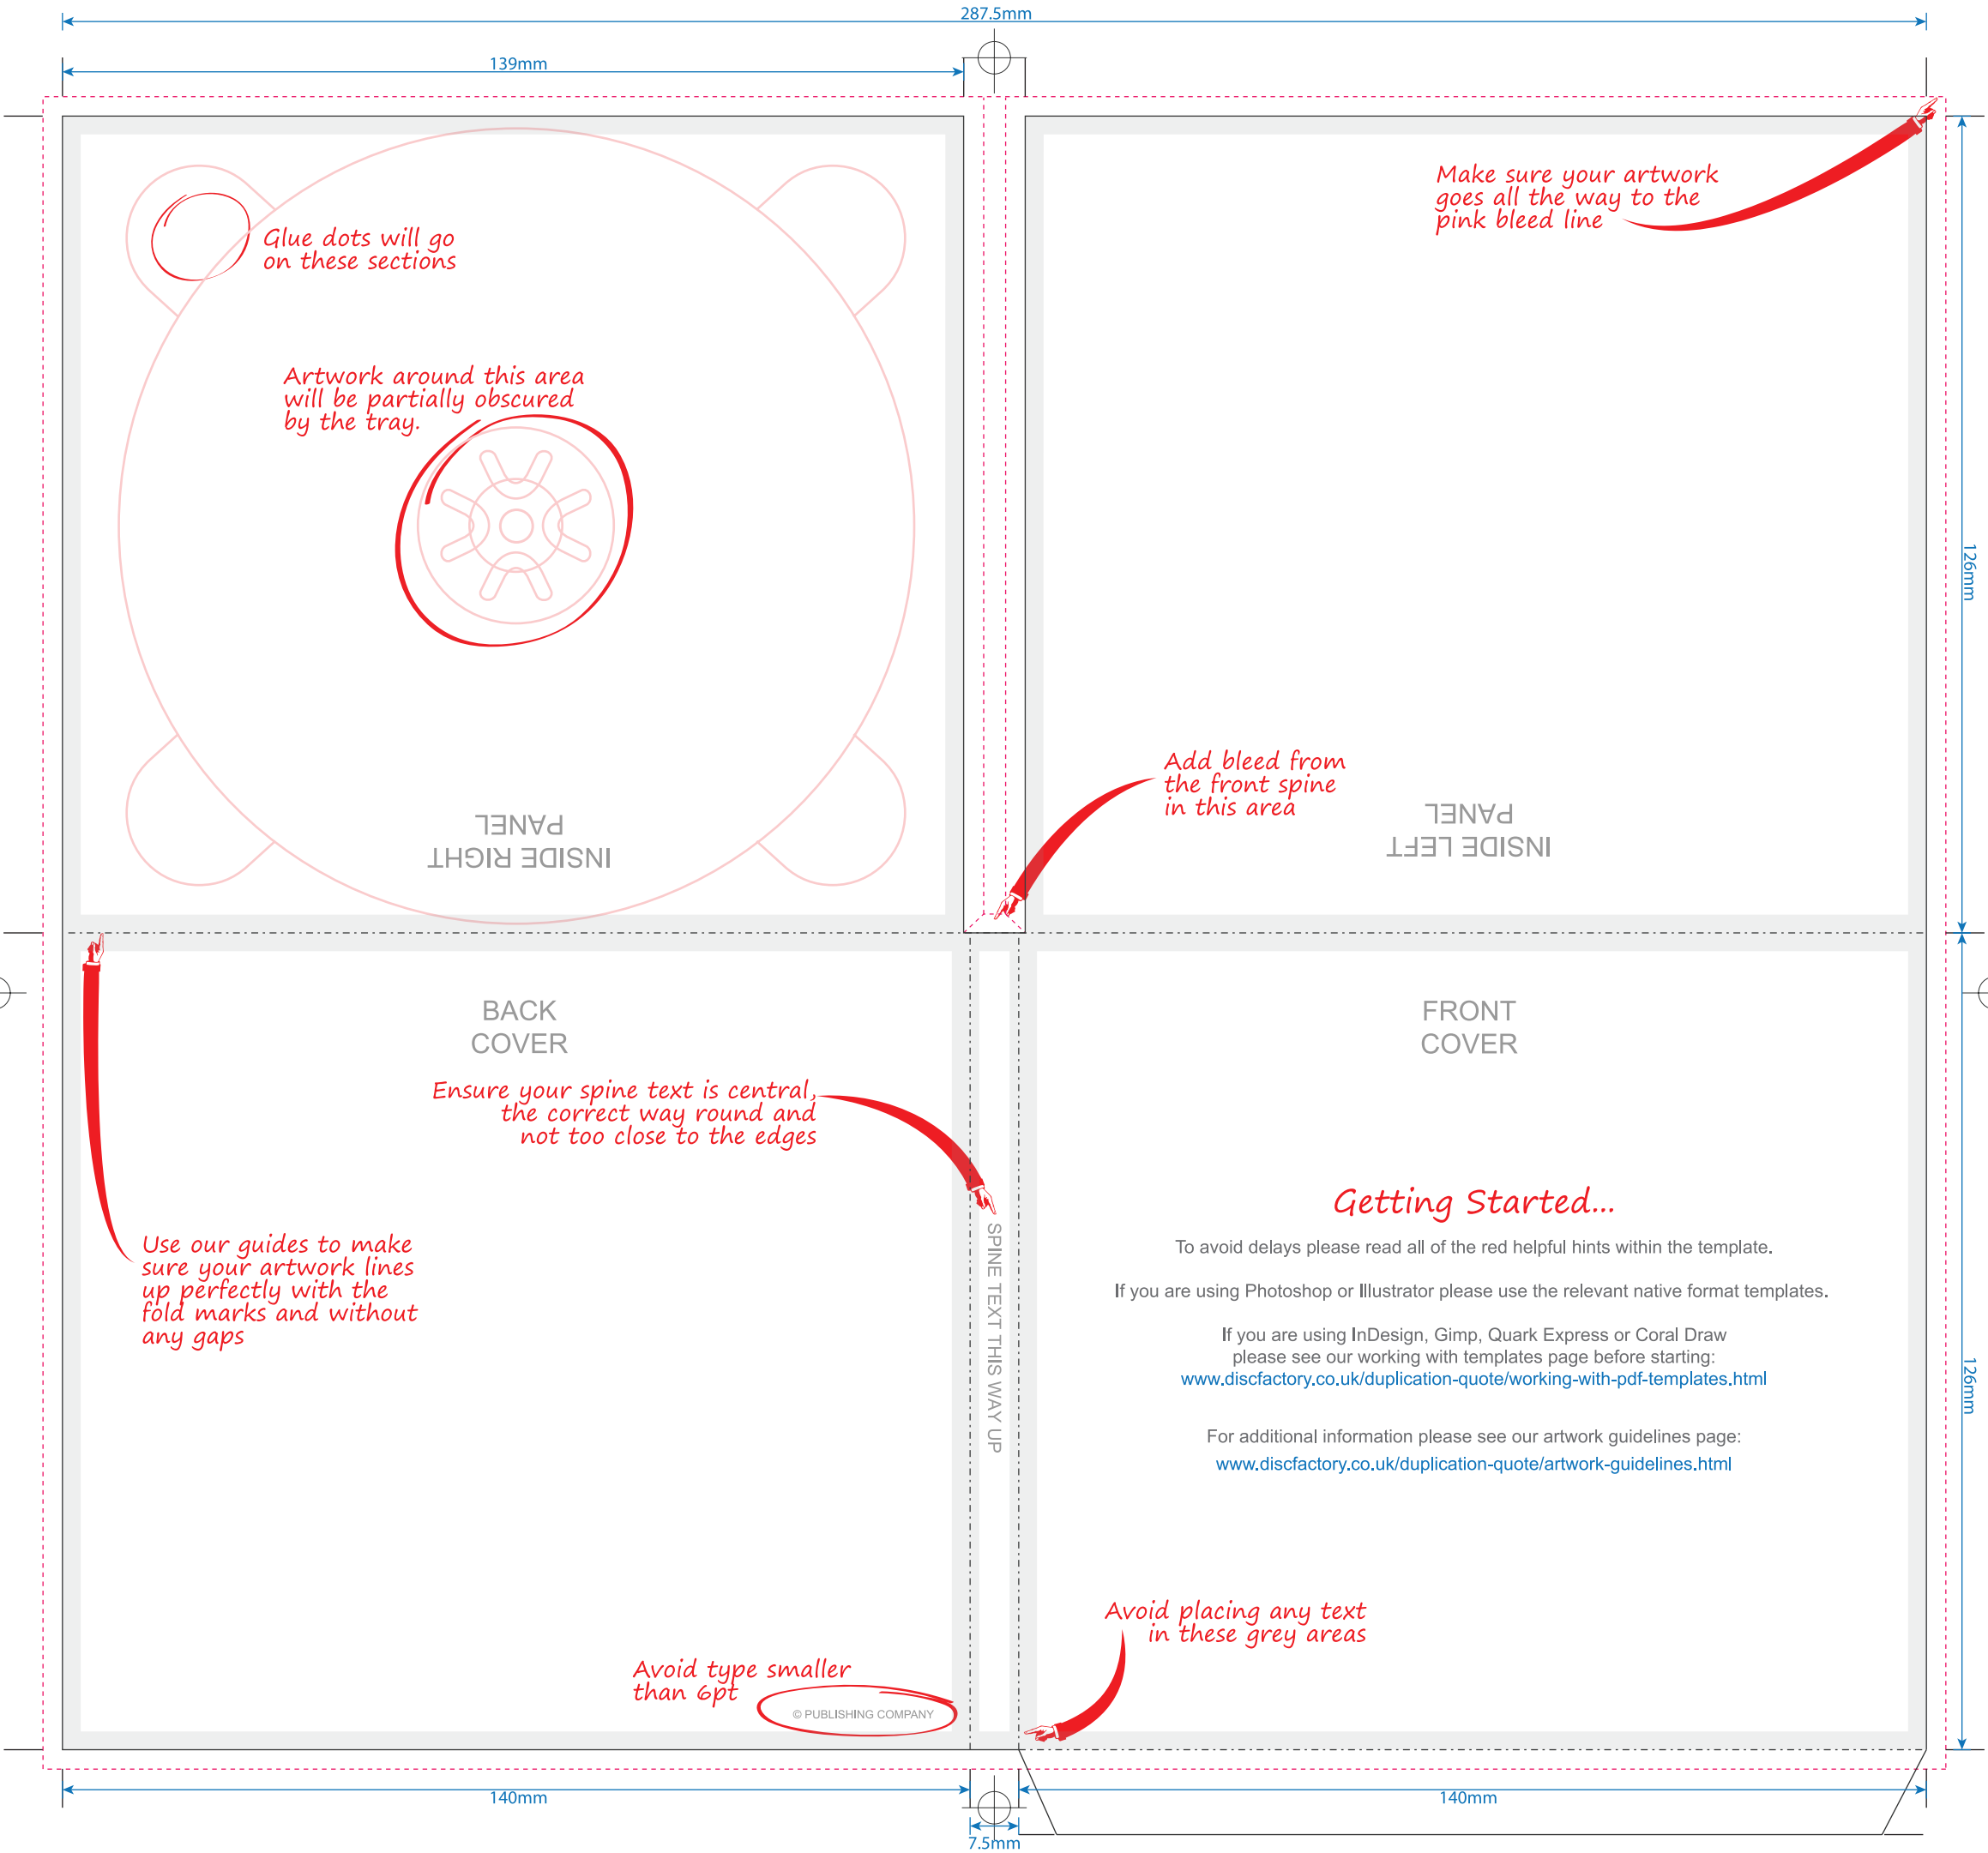 287.5mm
139mm
Make sure your artwork
goes all the way to the
pink bleed line
Glue dots will go
on these sections
Artwork around this area
will be partially obscured
by the tray.
126mm
Add bleed from
the front spine
in this area
INSIDE RIGHT
PANEL
INSIDE LEFT
PANEL
BACK
COVER
FRONT
COVER
Ensure your spine text is central,
the correct way round and
not too close to the edges
Use our guides to make
sure your artwork lines
up perfectly with the
fold marks and without
any gaps
SPINE TEXT THIS WAY UP
Getting Started...
To avoid delays please read all of the red helpful hints within the template.
If you are using Photoshop or Illustrator please use the relevant native format templates.
If you are using InDesign, Gimp, Quark Express or Coral Draw
please see our working with templates page before starting:
www.discfactory.co.uk/duplication-quote/working-with-pdf-templates.html
For additional information please see our artwork guidelines page:
www.discfactory.co.uk/duplication-quote/artwork-guidelines.html
126mm
Avoid placing any text
in these grey areas
Avoid type smaller
than 6pt
© PUBLISHING COMPANY
140mm
140mm
7.5mm